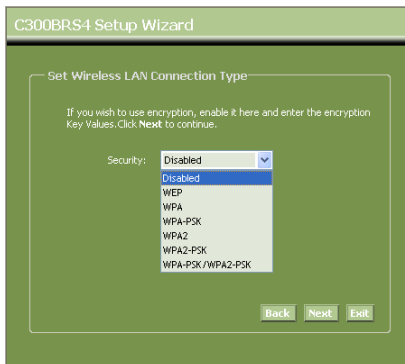 C300BRS4 Setup Wizard
Set Wireless LAN Connection Type
If you wish to use encryption, enable it here and enter the encryption
Key Values.Click Next to continue.
Security: Disabled
Disabled
WEP
WPA
WPA-PSK
WPA2
WPA2-PSK
WPA-PSK/WPA2-PSK
Back Next Exit